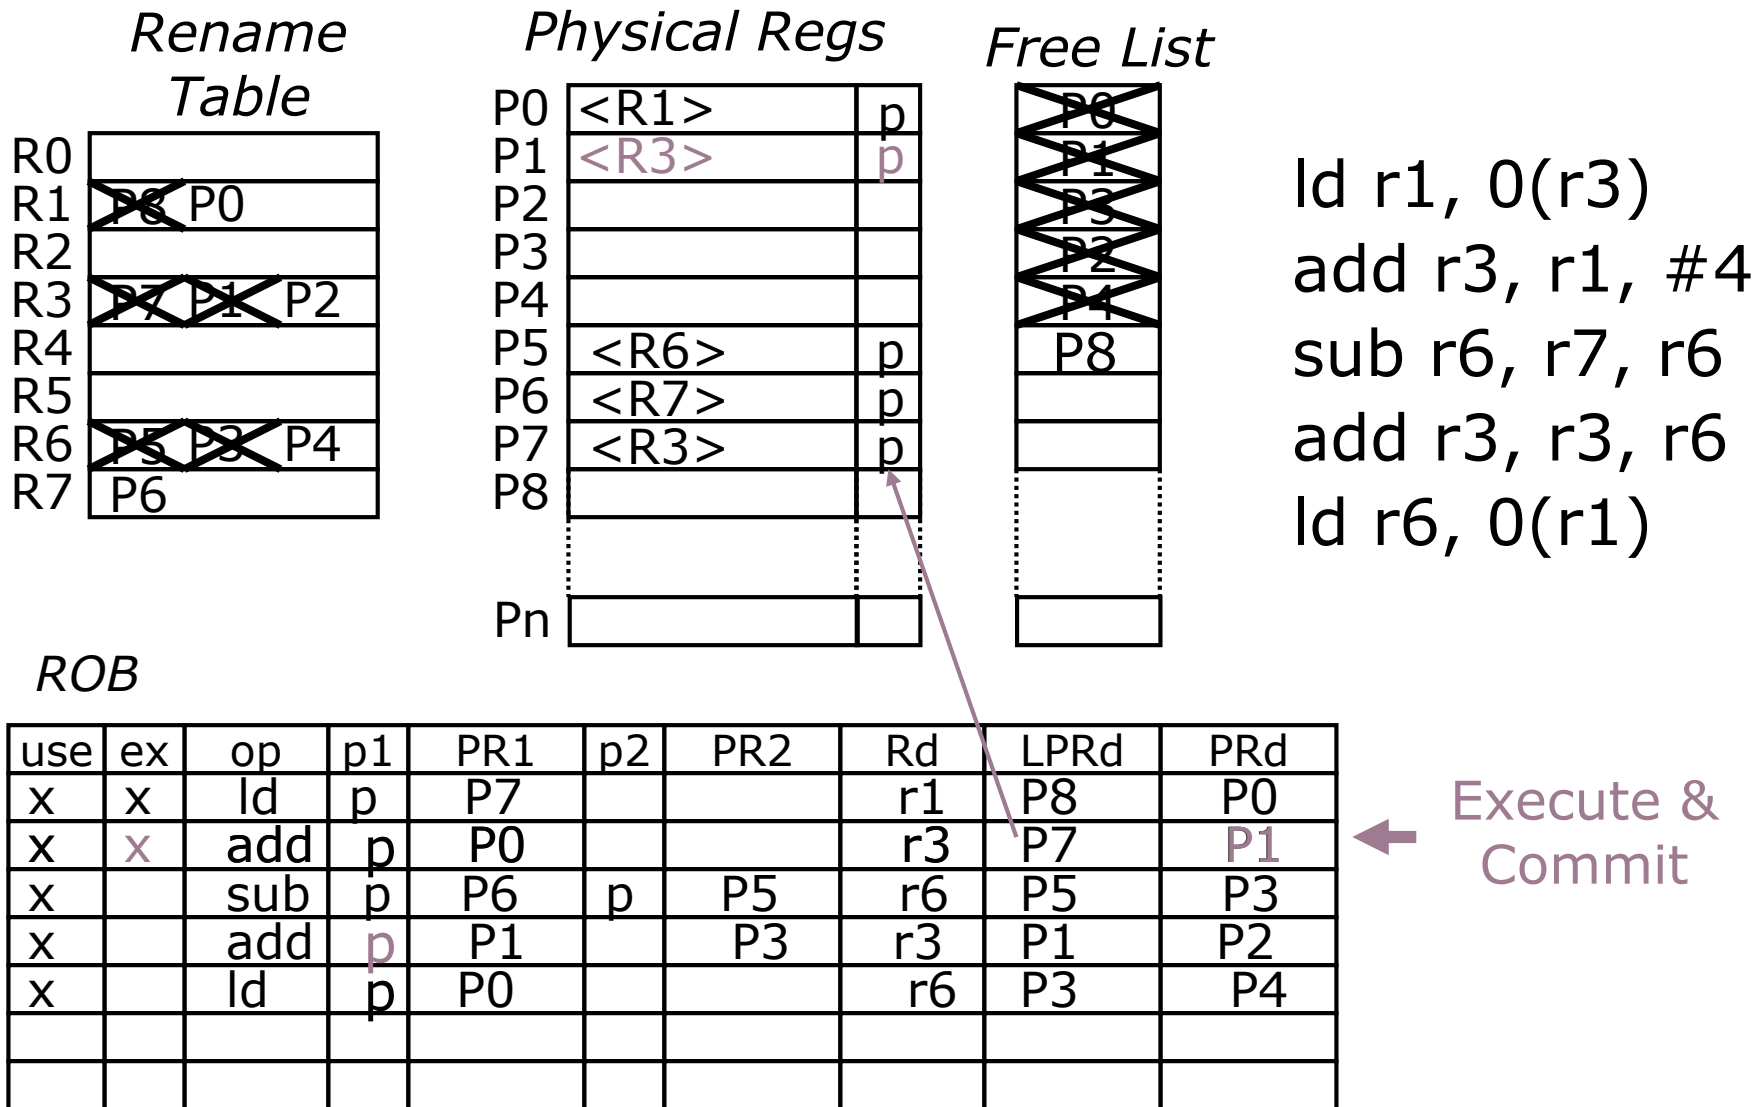 Rename Table
Physical Regs
Free List
R0
R1 P8 P0
R2
R3 P7 P1 P2
R4
R5
R6 P5 P3 P4
R7 P6
P0 <R1> p
P1 <R3> p
P2
P3
P4
P5 <R6> p
P6 <R7> p
P7 <R3> p
P8
Pn
P0
P1
P3
P2
P4
P8
ld r1, 0(r3)
add r3, r1, #4
sub r6, r7, r6
add r3, r3, r6
ld r6, 0(r1)
ROB
use ex op p1 PR1 p2 PR2 Rd LPRd PRd
x x ld p P7 r1 P8 P0
x x add p P0 r3 P7 P1
x sub p P6 p P5 r6 P5 P3
x add p P1 P3 r3 P1 P2
x ld p P0 r6 P3 P4
Execute &
Commit